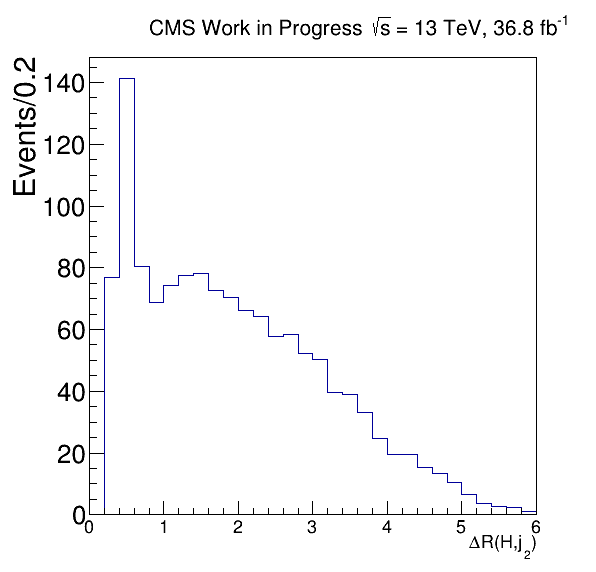 CMS Work in Progress √s = 13 TeV, 36.8 fb⁻¹
Events/0.2
140
120
100
80
60
40
20
0
0 1 2 3 4 5 6
ΔR(H,j₂)